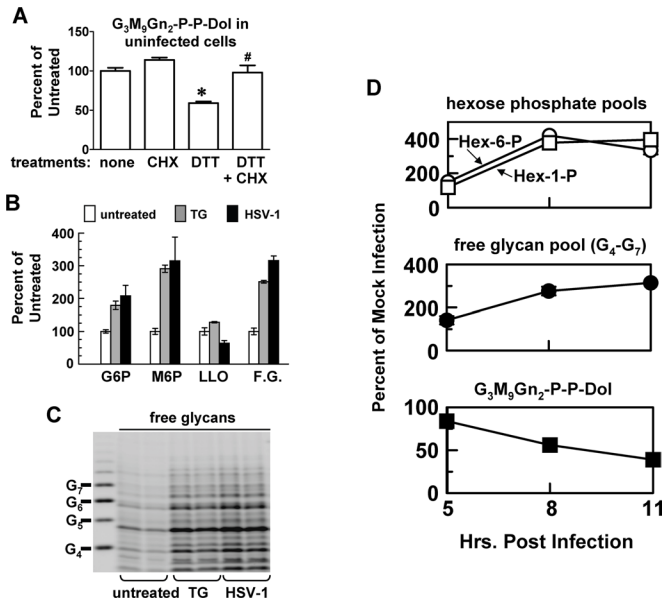 A
G3M9Gn2-P-P-Dol in
uninfected cells
Percent of
Untreated
150
100
50
0
treatments: none CHX DTT DTT
+ CHX
*
#
B
untreated TG HSV-1
Percent of
Untreated
400
300
200
100
0
G6P M6P LLO F.G.
C
free glycans
G7
G6
G5
G4
untreated TG HSV-1
D
hexose phosphate pools
400
200
0
Hex-6-P
Hex-1-P
free glycan pool (G4-G7)
400
200
0
G3M9Gn2-P-P-Dol
100
50
0
5 8 11
Percent of Mock Infection
Hrs. Post Infection